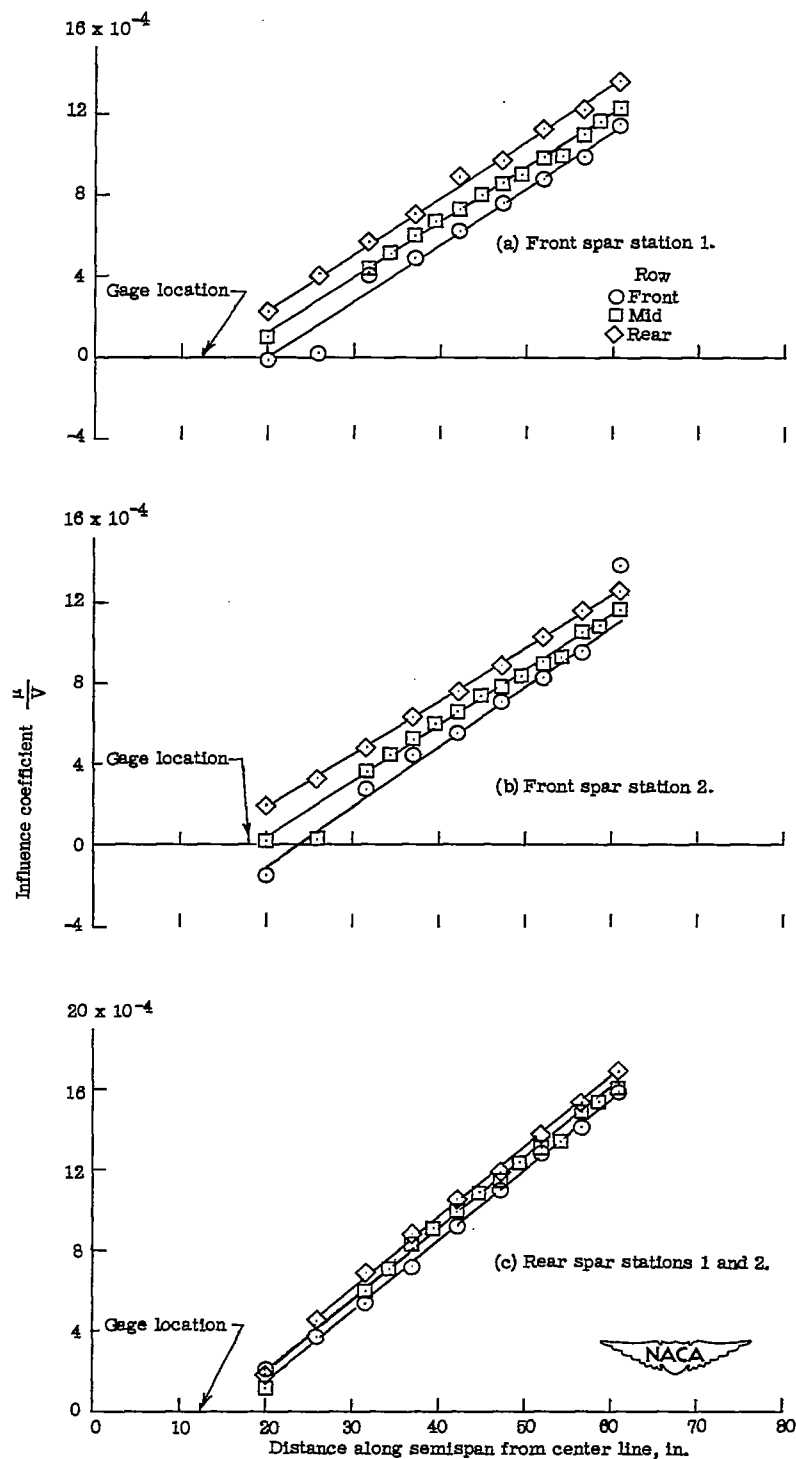 16 x 10⁻⁴
12
8
4
0
-4
Gage location
(a) Front spar station 1.
Row
Front
Mid
Rear
16 x 10⁻⁴
12
8
4
0
-4
Influence coefficient μ/V
Gage location
(b) Front spar station 2.
20 x 10⁻⁴
16
12
8
4
0
Gage location
(c) Rear spar stations 1 and 2.
NACA
0 10 20 30 40 50 60 70 80
Distance along semispan from center line, in.